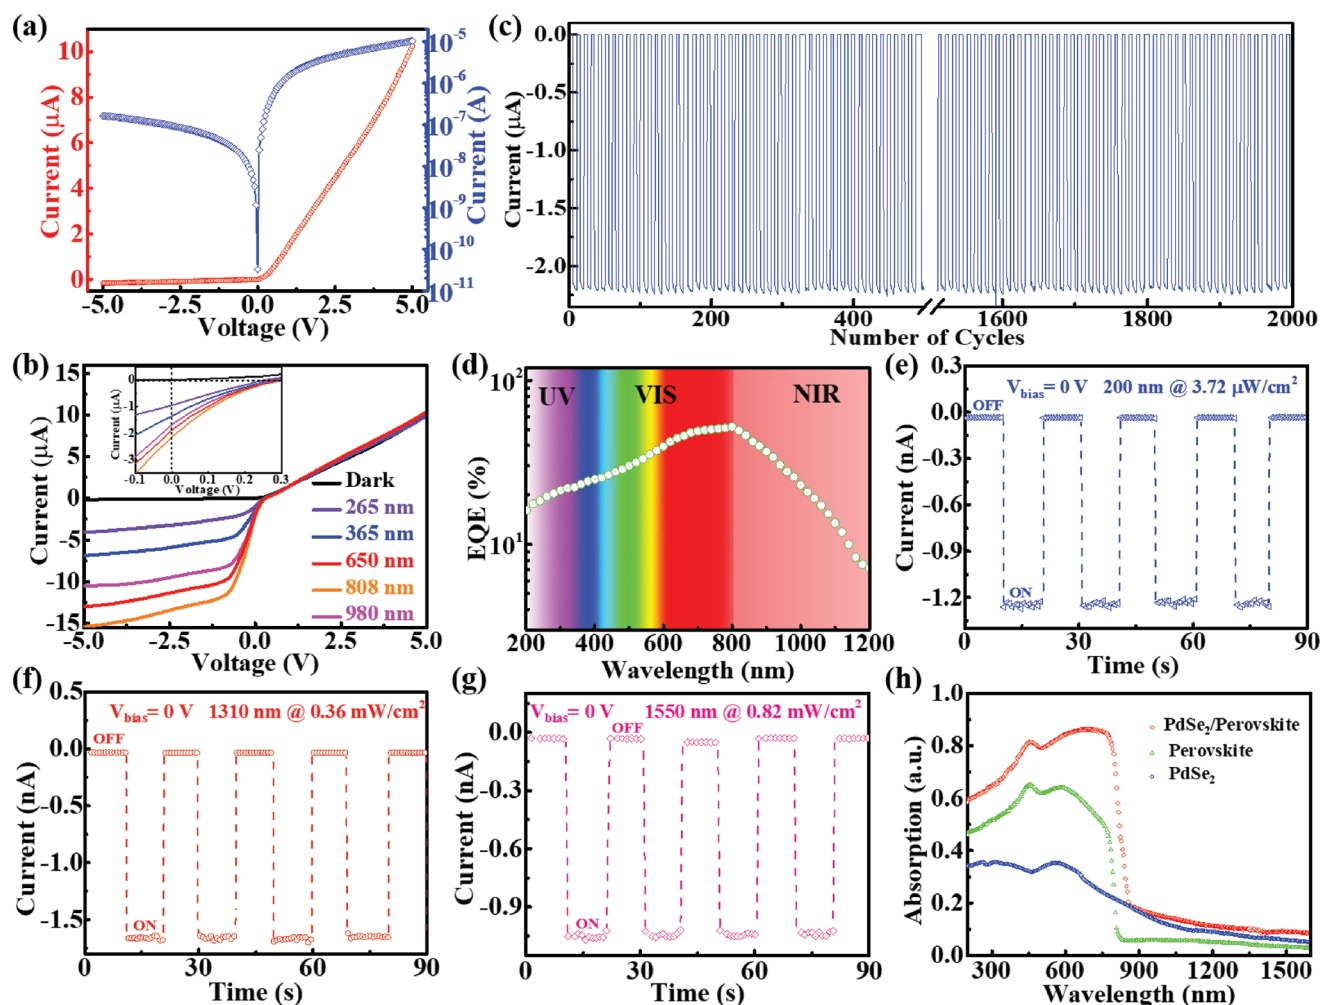 (a)
10
8
6
4
2
0
Current (μA)
10⁻⁵
10⁻⁶
10⁻⁷
10⁻⁸
10⁻⁹
10⁻¹⁰
10⁻¹¹
Current (A)
-5.0 -2.5 0.0 2.5 5.0
Voltage (V)
(c)
0.0
-0.5
-1.0
-1.5
-2.0
Current (μA)
0 200 400 1600 1800 2000
Number of Cycles
(b)
15
10
5
0
-5
-10
-15
Current (μA)
0
-1
-2
-3
Current (μA)
-0.1 0.0 0.1 0.2 0.3
Voltage (V)
Dark
265 nm
365 nm
650 nm
808 nm
980 nm
-5.0 -2.5 0.0 2.5 5.0
Voltage (V)
(d)
10²
10¹
EQE (%)
UV VIS NIR
200 400 600 800 1000 1200
Wavelength (nm)
(e)
0.3
0.0
-0.3
-0.6
-0.9
-1.2
Current (nA)
V_bias= 0 V 200 nm @ 3.72 μW/cm²
OFF
ON
0 30 60 90
Time (s)
(f)
0.5
0.0
-0.5
-1.0
-1.5
Current (nA)
V_bias= 0 V 1310 nm @ 0.36 mW/cm²
OFF
ON
0 30 60 90
Time (s)
(g)
0.0
-0.3
-0.6
-0.9
Current (nA)
V_bias= 0 V 1550 nm @ 0.82 mW/cm²
OFF
ON
0 30 60 90
Time (s)
(h)
1.0
0.8
0.6
0.4
0.2
0.0
Absorption (a.u.)
PdSe₂/Perovskite
Perovskite
PdSe₂
300 600 900 1200 1500
Wavelength (nm)